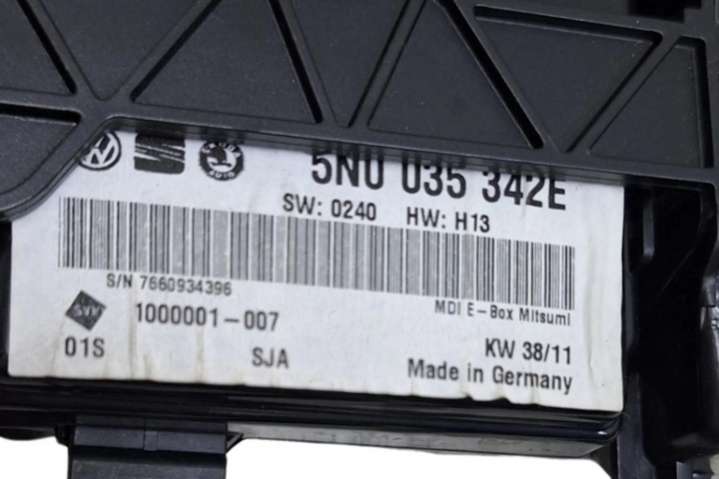 5N0 035 342E
SW: 0240 HW: H13
S/N 7660934396
MDI E-Box Mitsumi
1000001-007
01S SJA
KW 38/11
Made in Germany